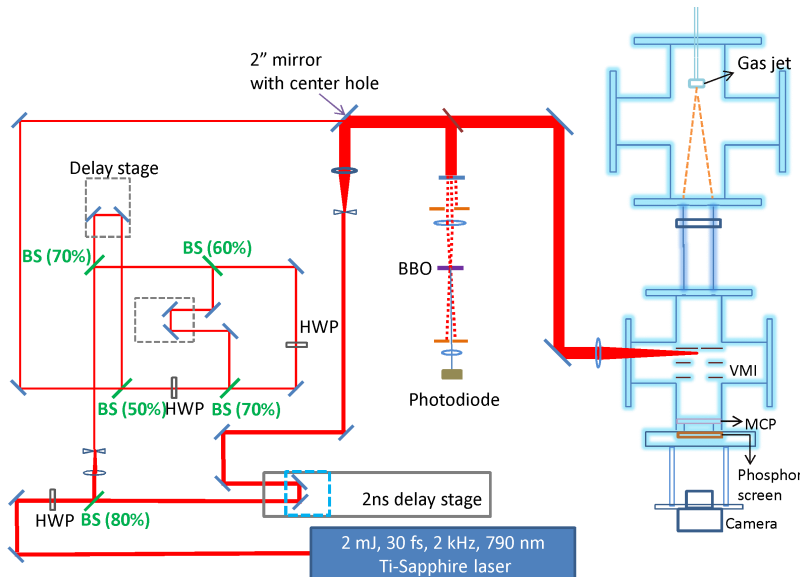 2” mirror
with center hole
Gas jet
Delay stage
BS (70%)
BS (60%)
BBO
HWP
VMI
BS (50%)
HWP
BS (70%)
Photodiode
MCP
Phosphor
screen
2ns delay stage
HWP
BS (80%)
Camera
2 mJ, 30 fs, 2 kHz, 790 nm
Ti-Sapphire laser